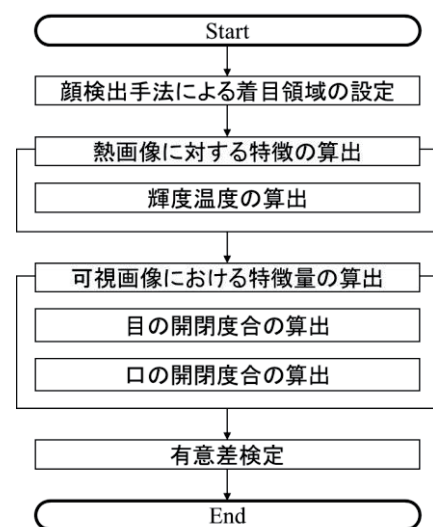 Start
顔検出手法による着目領域の設定
熱画像に対する特徴の算出
輝度温度の算出
可視画像における特徴量の算出
目の開閉度合の算出
口の開閉度合の算出
有意差検定
End